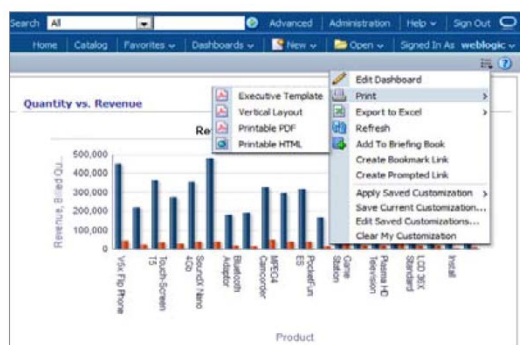 Search All Advanced Administration Help Sign Out
Home Catalog Favorites Dashboards New Open Signed In As weblogic
Quantity vs. Revenue
Edit Dashboard
Print
Export to Excel
Refresh
Add To Briefing Book
Create Bookmark Link
Create Prompted Link
Apply Saved Customization
Save Current Customization...
Edit Saved Customizations...
Clear My Customization
Executive Template
Vertical Layout
Printable PDF
Printable HTML
Re
Revenue, Billed Qu...
500,000
400,000
300,000
200,000
100,000
0
V5x Flip Phone
T5
Touch-Screen
4Gb
SoundX Nano
Adaptor
Bluetooth
Camcorder
MPEG4
ES
PocketFun
Station
Game
Television
Plasma HD
Standard
LCD 36X
Install
Product